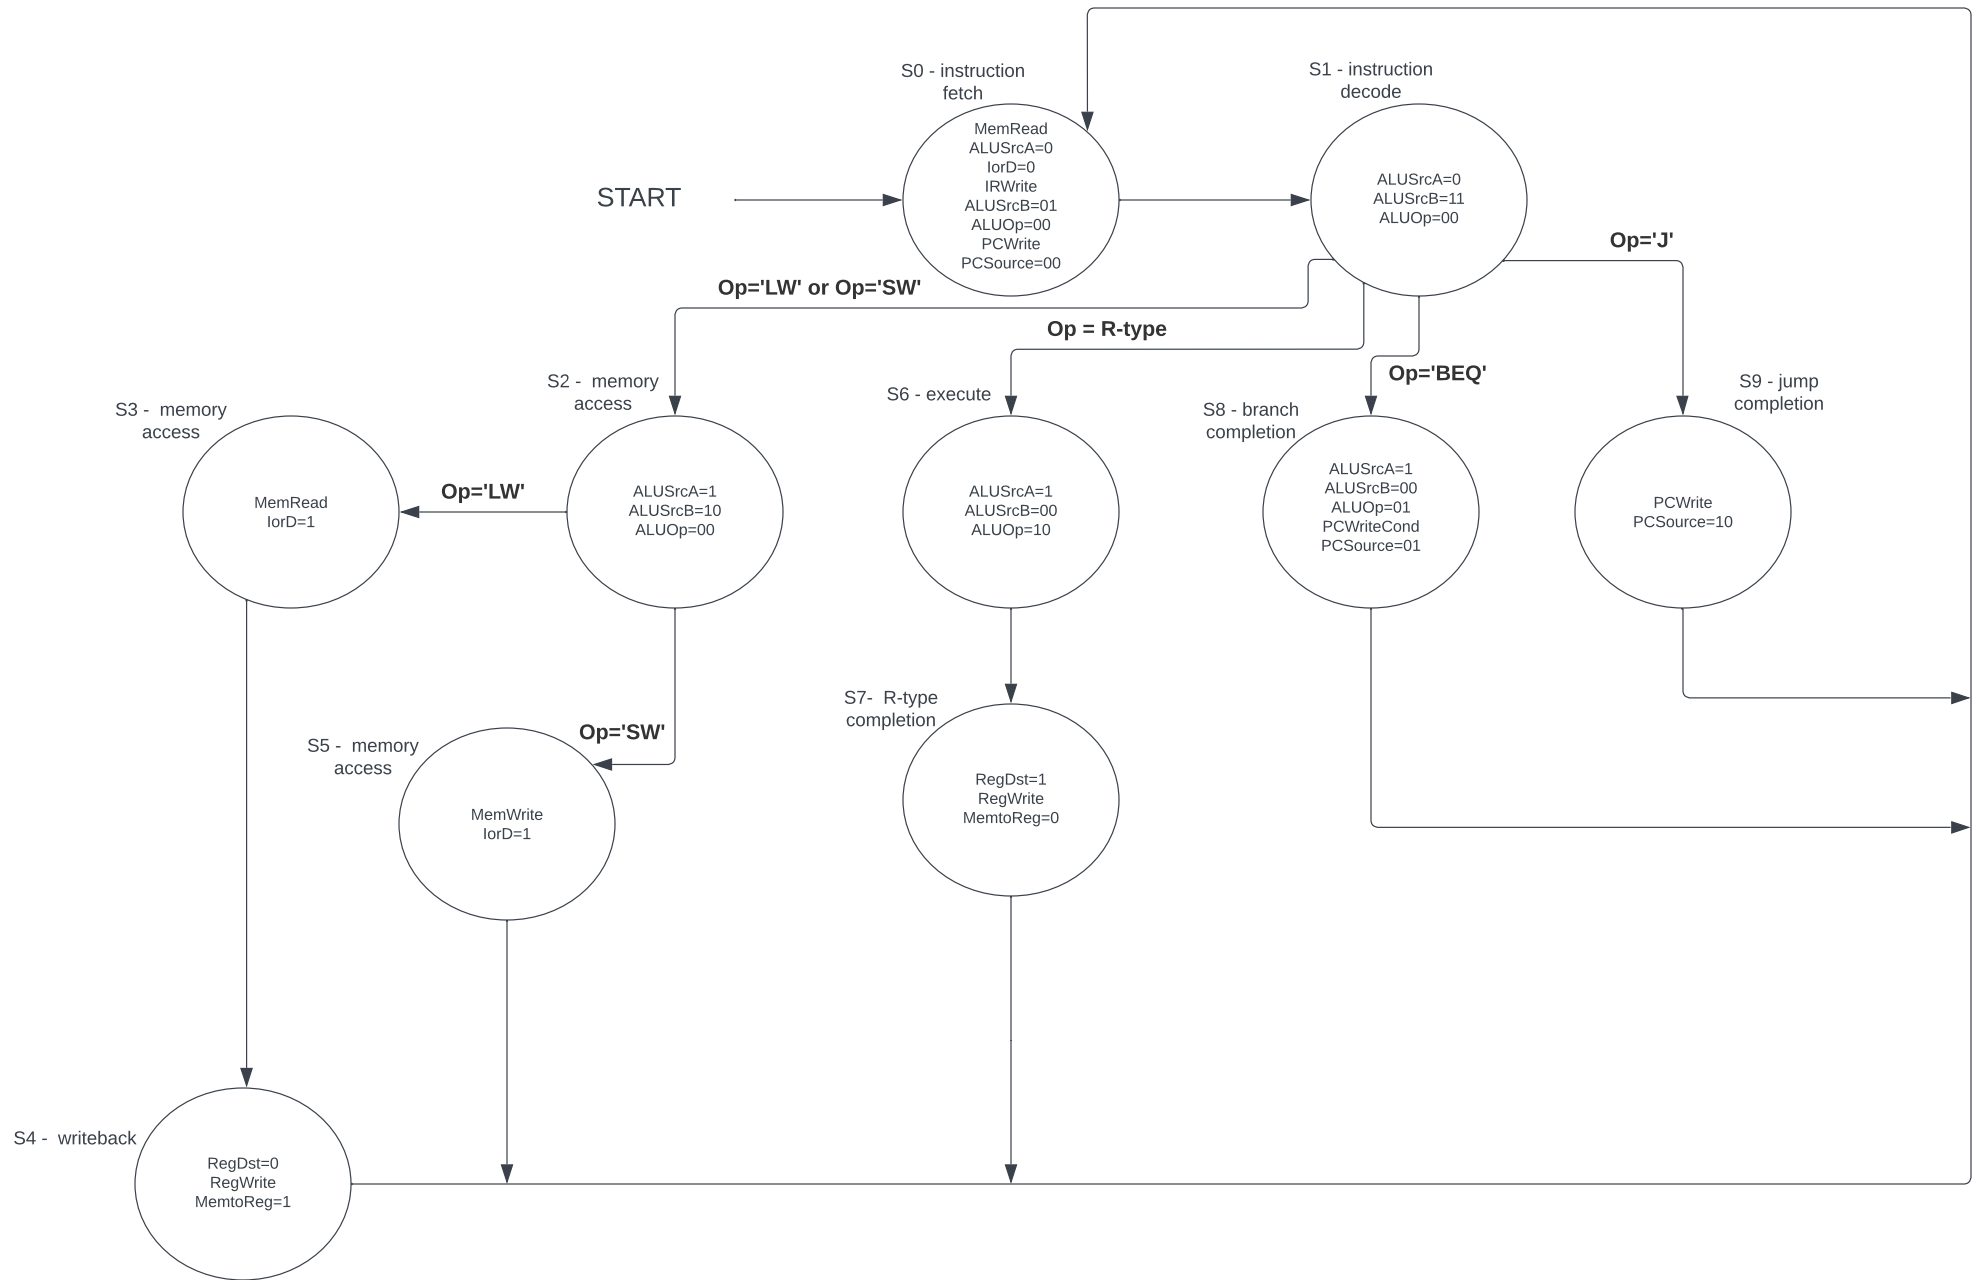 S0 - instruction
fetch
S1 - instruction
decode
MemRead
ALUSrcA=0
IorD=0
IRWrite
ALUSrcB=01
ALUOp=00
PCWrite
PCSource=00
ALUSrcA=0
ALUSrcB=11
ALUOp=00
START
Op='J'
Op='LW' or Op='SW'
Op = R-type
Op='BEQ'
S2 -  memory
access
S6 - execute
S9 - jump
completion
S3 -  memory
access
S8 - branch
completion
MemRead
IorD=1
Op='LW'
ALUSrcA=1
ALUSrcB=10
ALUOp=00
ALUSrcA=1
ALUSrcB=00
ALUOp=10
ALUSrcA=1
ALUSrcB=00
ALUOp=01
PCWriteCond
PCSource=01
PCWrite
PCSource=10
S7-  R-type
completion
Op='SW'
S5 -  memory
access
MemWrite
IorD=1
RegDst=1
RegWrite
MemtoReg=0
S4 -  writeback
RegDst=0
RegWrite
MemtoReg=1